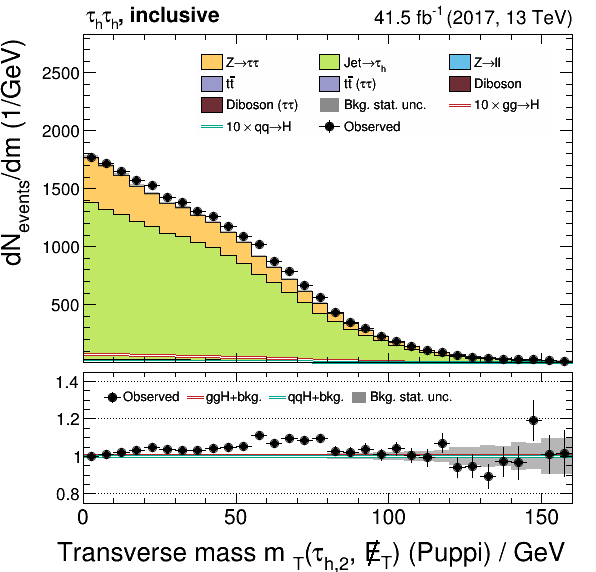 τhτh, inclusive 41.5 fb⁻¹ (2017, 13 TeV)
dNevents/dm (1/GeV)
2500
2000
1500
1000
500
Z→ττ Jet→τh Z→ll
tt̄ tt̄ (ττ) Diboson
Diboson (ττ) Bkg. stat. unc. 10 × gg→H
10 × qq→H Observed
1.4
1.2
1
0.8
Observed ggH+bkg. qqH+bkg. Bkg. stat. unc.
0 50 100 150
Transverse mass m T(τh,2, E̸T) (Puppi) / GeV